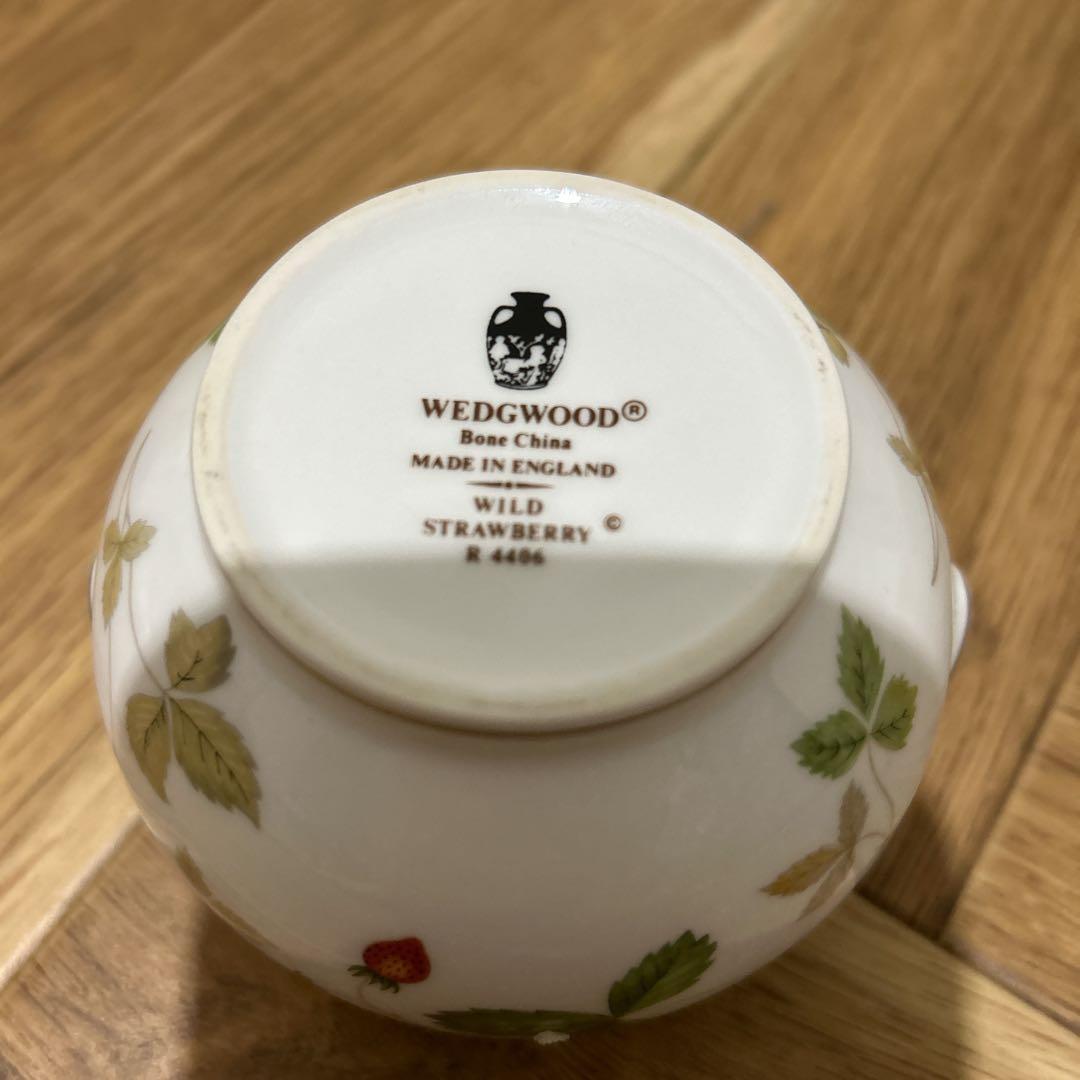 WEDGWOOD®
Bone China
MADE IN ENGLAND
WILD
STRAWBERRY ©
R 4406